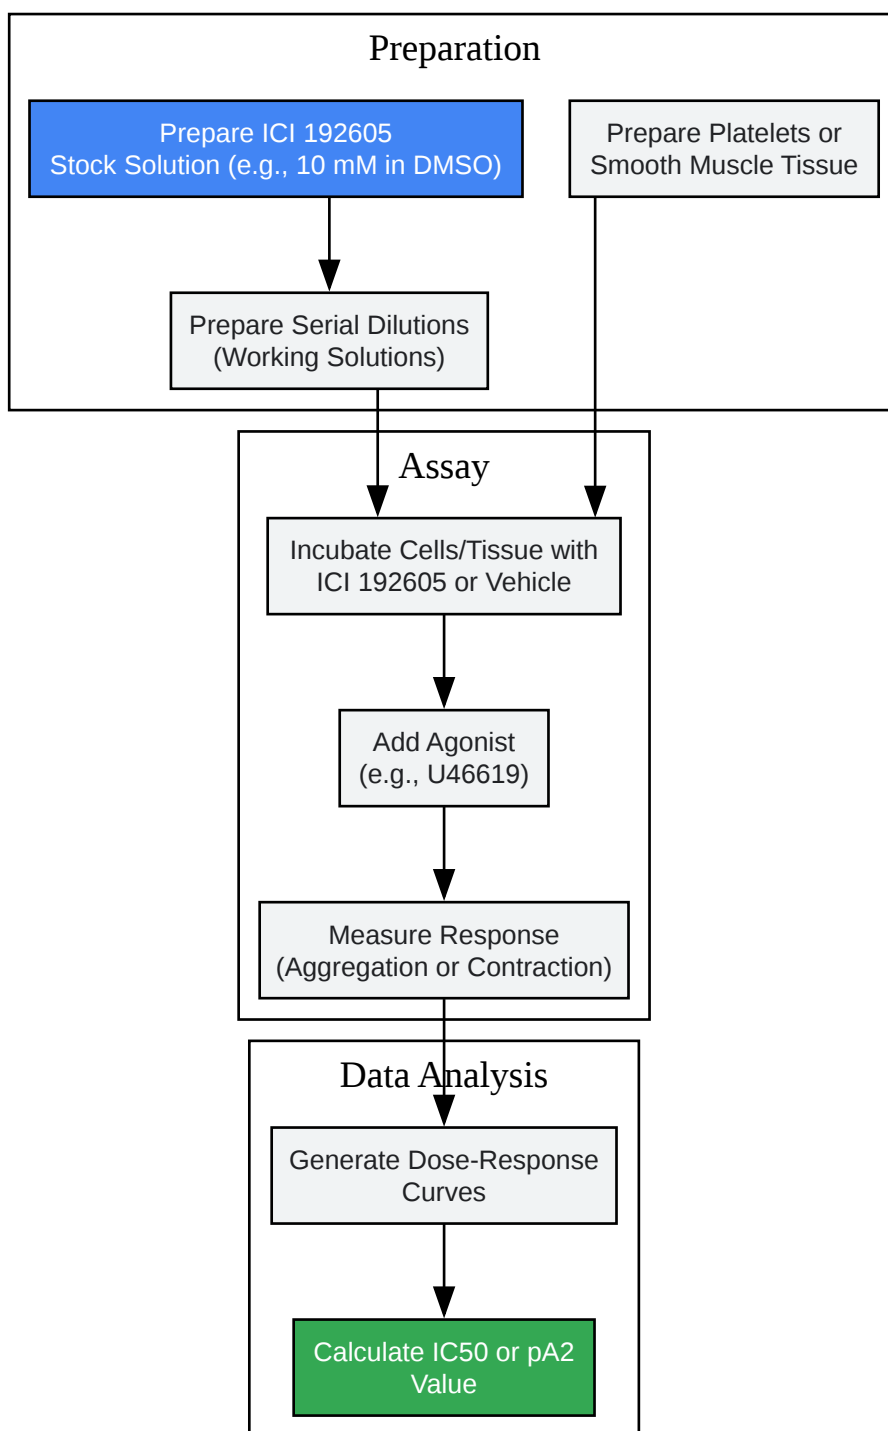 Preparation
Prepare ICI 192605
Stock Solution (e.g., 10 mM in DMSO)
Prepare Platelets or
Smooth Muscle Tissue
Prepare Serial Dilutions
(Working Solutions)
Assay
Incubate Cells/Tissue with
ICI 192605 or Vehicle
Add Agonist
(e.g., U46619)
Measure Response
(Aggregation or Contraction)
Data Analysis
Generate Dose-Response
Curves
Calculate IC50 or pA2
Value